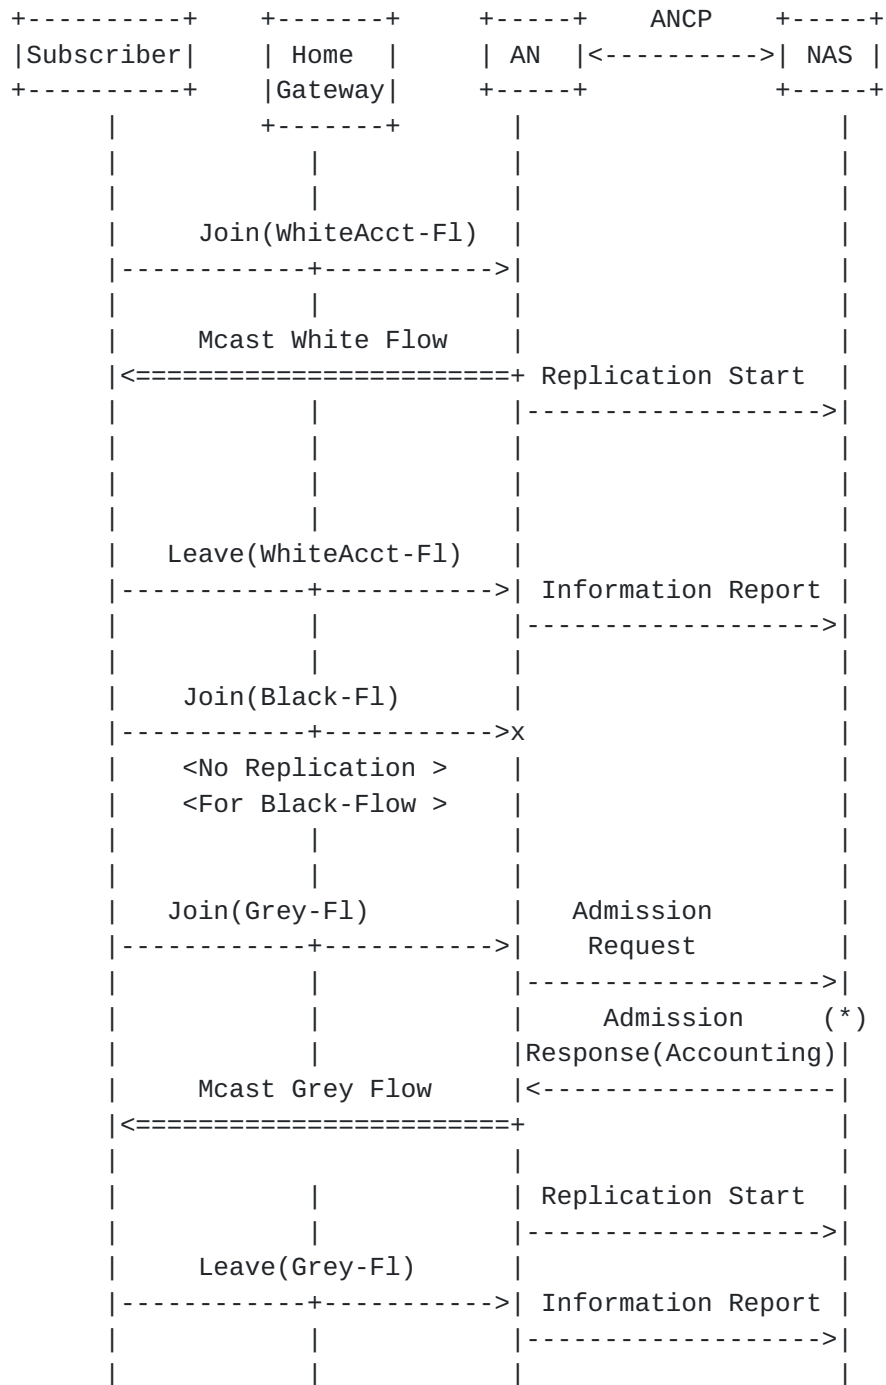 +----------+    +-------+     +-----+    ANCP    +-----+
|Subscriber|    | Home  |     | AN  |<---------->| NAS |
+----------+    |Gateway|     +-----+            +-----+
      |         +-------+       |                    |
      |            |            |                    |
      |            |            |                    |
      |     Join(WhiteAcct-Fl)  |                    |
      |------------+----------->|                    |
      |            |            |                    |
      |     Mcast White Flow    |                    |
      |<========================+ Replication Start  |
      |            |            |------------------->|
      |            |            |                    |
      |            |            |                    |
      |            |            |                    |
      |   Leave(WhiteAcct-Fl)   |                    |
      |------------+----------->| Information Report |
      |            |            |------------------->|
      |            |            |                    |
      |    Join(Black-Fl)       |                    |
      |------------+----------->x                    |
      |    <No Replication >    |                    |
      |    <For Black-Flow >    |                    |
      |            |            |                    |
      |            |            |                    |
      |   Join(Grey-Fl)         |   Admission        |
      |------------+----------->|    Request         |
      |            |            |------------------->|
      |            |            |     Admission     (*)
      |            |            |Response(Accounting)|
      |     Mcast Grey Flow     |<-------------------|
      |<========================+                    |
      |                         |                    |
      |            |            | Replication Start  |
      |            |            |------------------->|
      |     Leave(Grey-Fl)      |                    |
      |------------+----------->| Information Report |
      |            |            |------------------->|
      |            |            |                    |